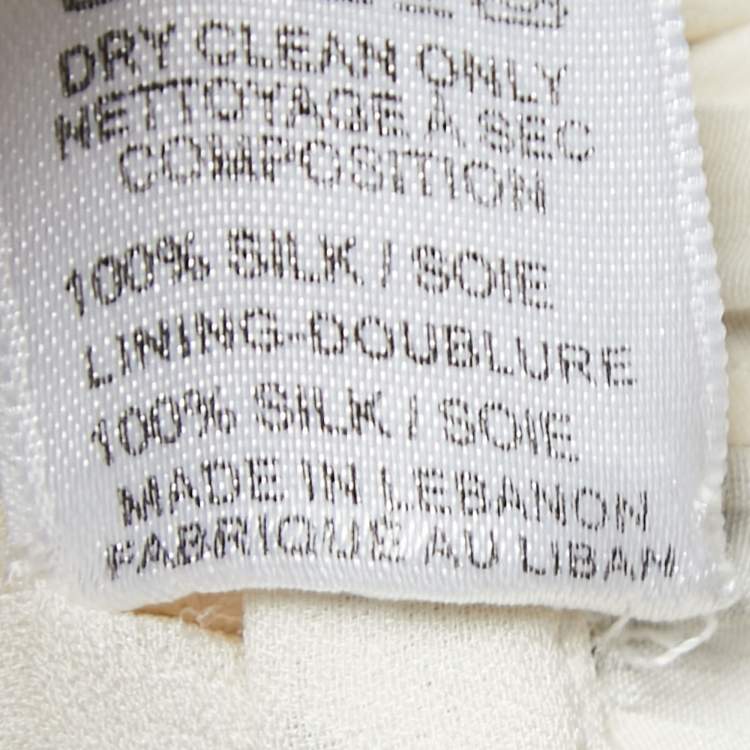 DRY CLEAN ONLY
NETTOYAGE À SEC
COMPOSITION
100% SILK / SOIE
LINING-DOUBLURE
100% SILK / SOIE
MADE IN LEBANON
FABRIQUE AU LIBAN